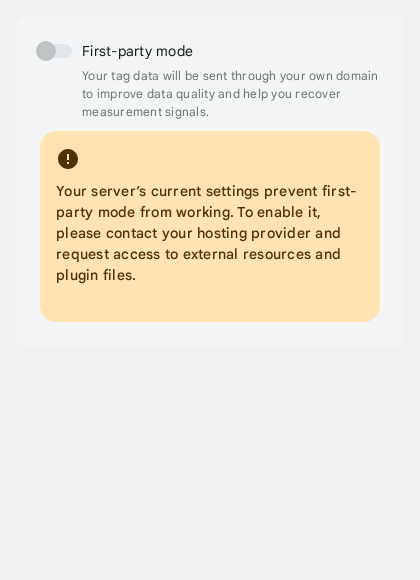 First-party mode
Your tag data will be sent through your own domain
to improve data quality and help you recover
measurement signals.
Your server’s current settings prevent first-
party mode from working. To enable it,
please contact your hosting provider and
request access to external resources and
plugin files.